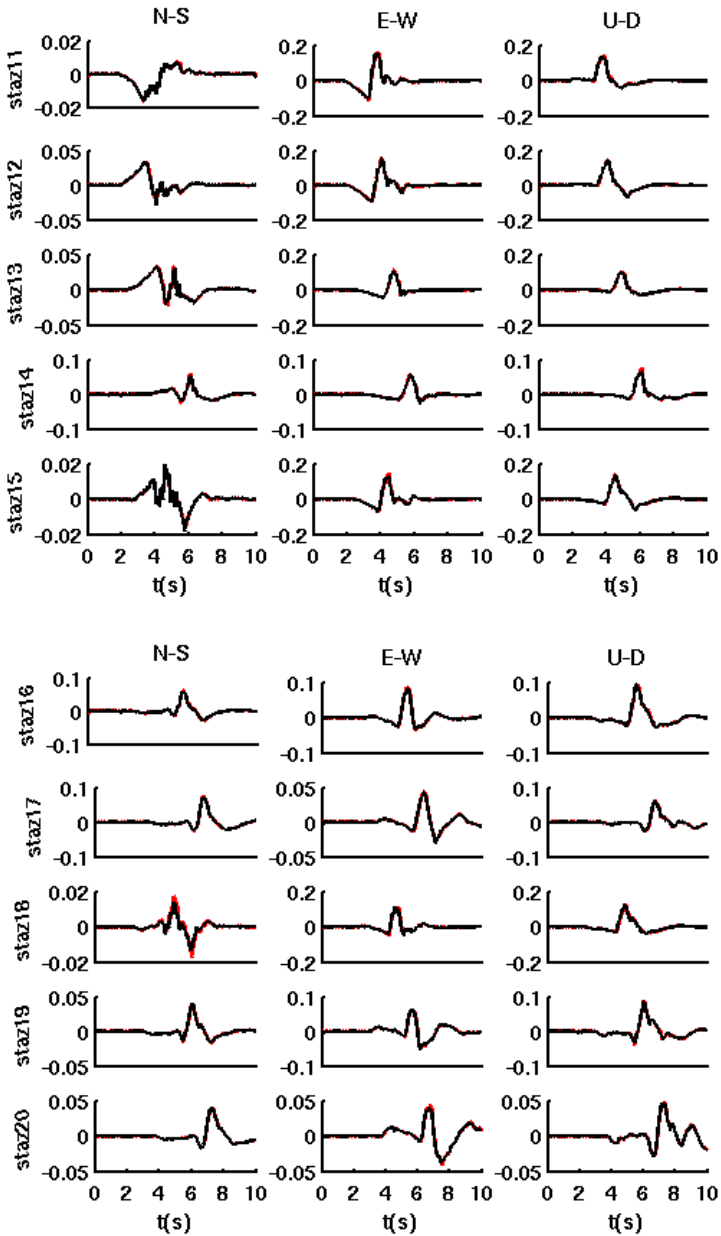 N-S E-W U-D
staz11 0.02 0 -0.02 0.2 0 -0.2 0.2 0 -0.2
staz12 0.05 0 -0.05 0.2 0 -0.2 0.2 0 -0.2
staz13 0.05 0 -0.05 0.2 0 -0.2 0.2 0 -0.2
staz14 0.1 0 -0.1 0.1 0 -0.1 0.1 0 -0.1
staz15 0.02 0 -0.02 0.2 0 -0.2 0.2 0 -0.2
0 2 4 6 8 10 0 2 4 6 8 10 0 2 4 6 8 10
t(s) t(s) t(s)
N-S E-W U-D
staz16 0.1 0 -0.1 0.1 0 -0.1 0.1 0 -0.1
staz17 0.1 0 -0.1 0.05 0 -0.05 0.1 0 -0.1
staz18 0.02 0 -0.02 0.2 0 -0.2 0.2 0 -0.2
staz19 0.05 0 -0.05 0.1 0 -0.1 0.1 0 -0.1
staz20 0.05 0 -0.05 0.05 0 -0.05 0.05 0 -0.05
0 2 4 6 8 10 0 2 4 6 8 10 0 2 4 6 8 10
t(s) t(s) t(s)